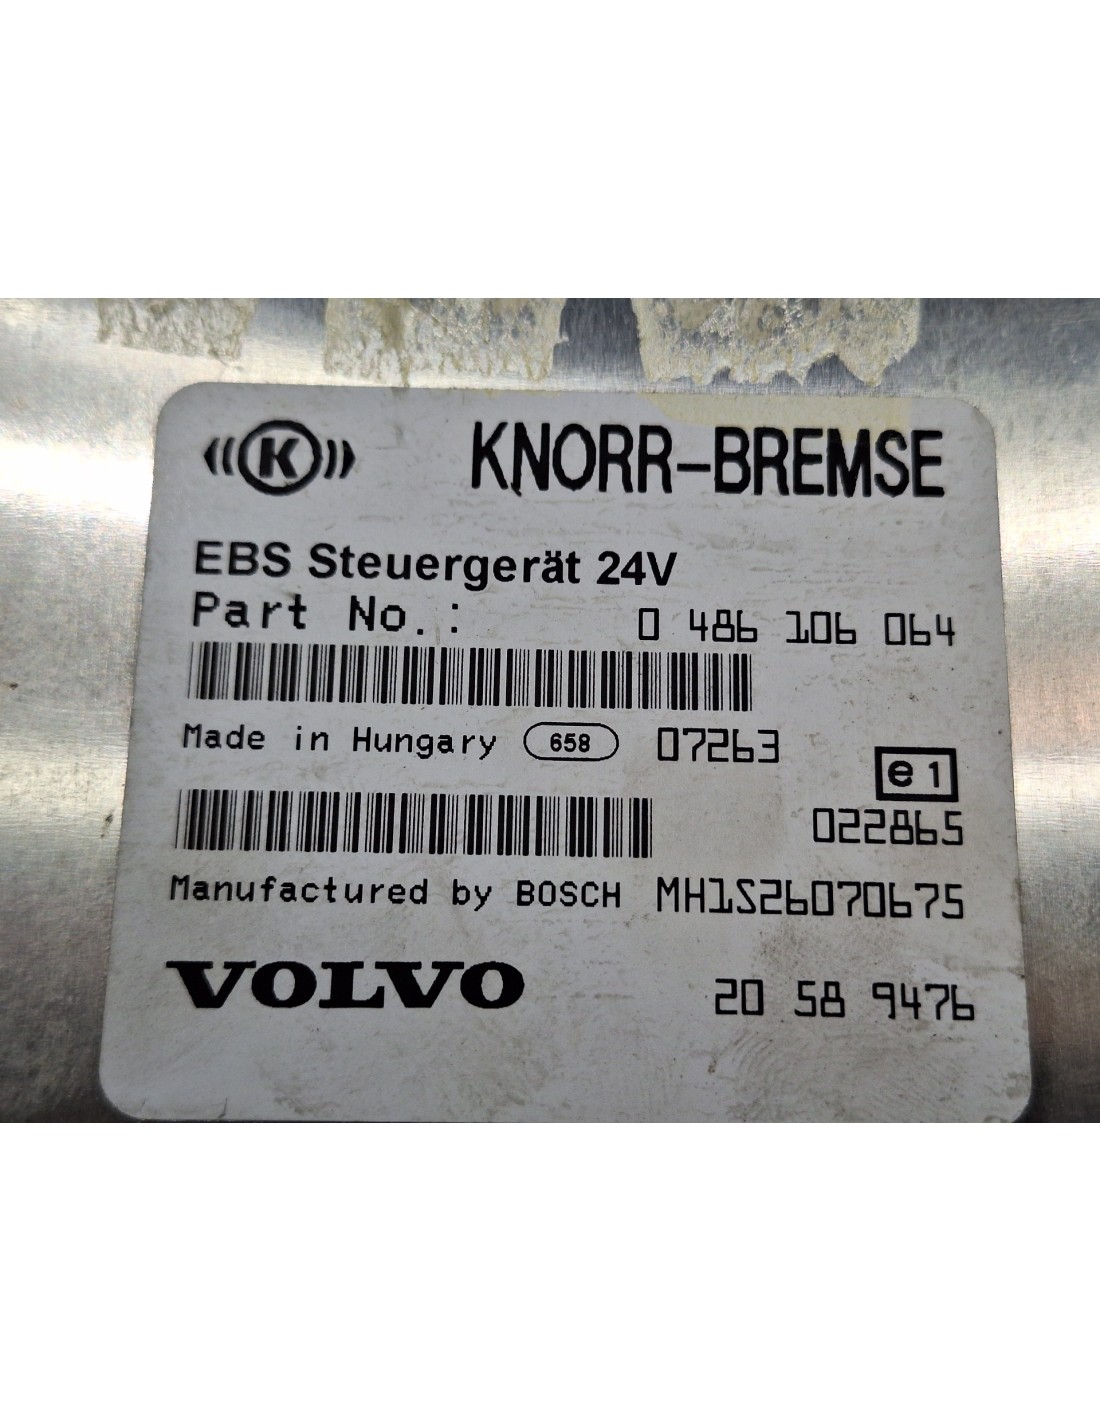 K KNORR-BREMSE
EBS Steuergerät 24V
Part No.: 0 486 106 064
Made in Hungary 658 07263
e1
022865
Manufactured by BOSCH MH1S26070675
VOLVO 20 58 9476